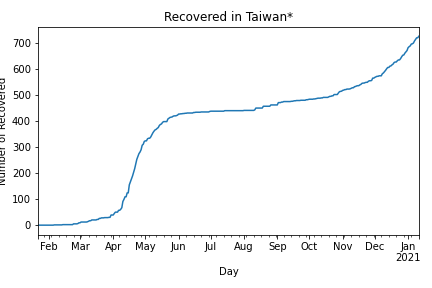 Recovered in Taiwan*
Number of Recovered
700
600
500
400
300
200
100
0
Feb Mar Apr May Jun Jul Aug Sep Oct Nov Dec Jan
2021
Day